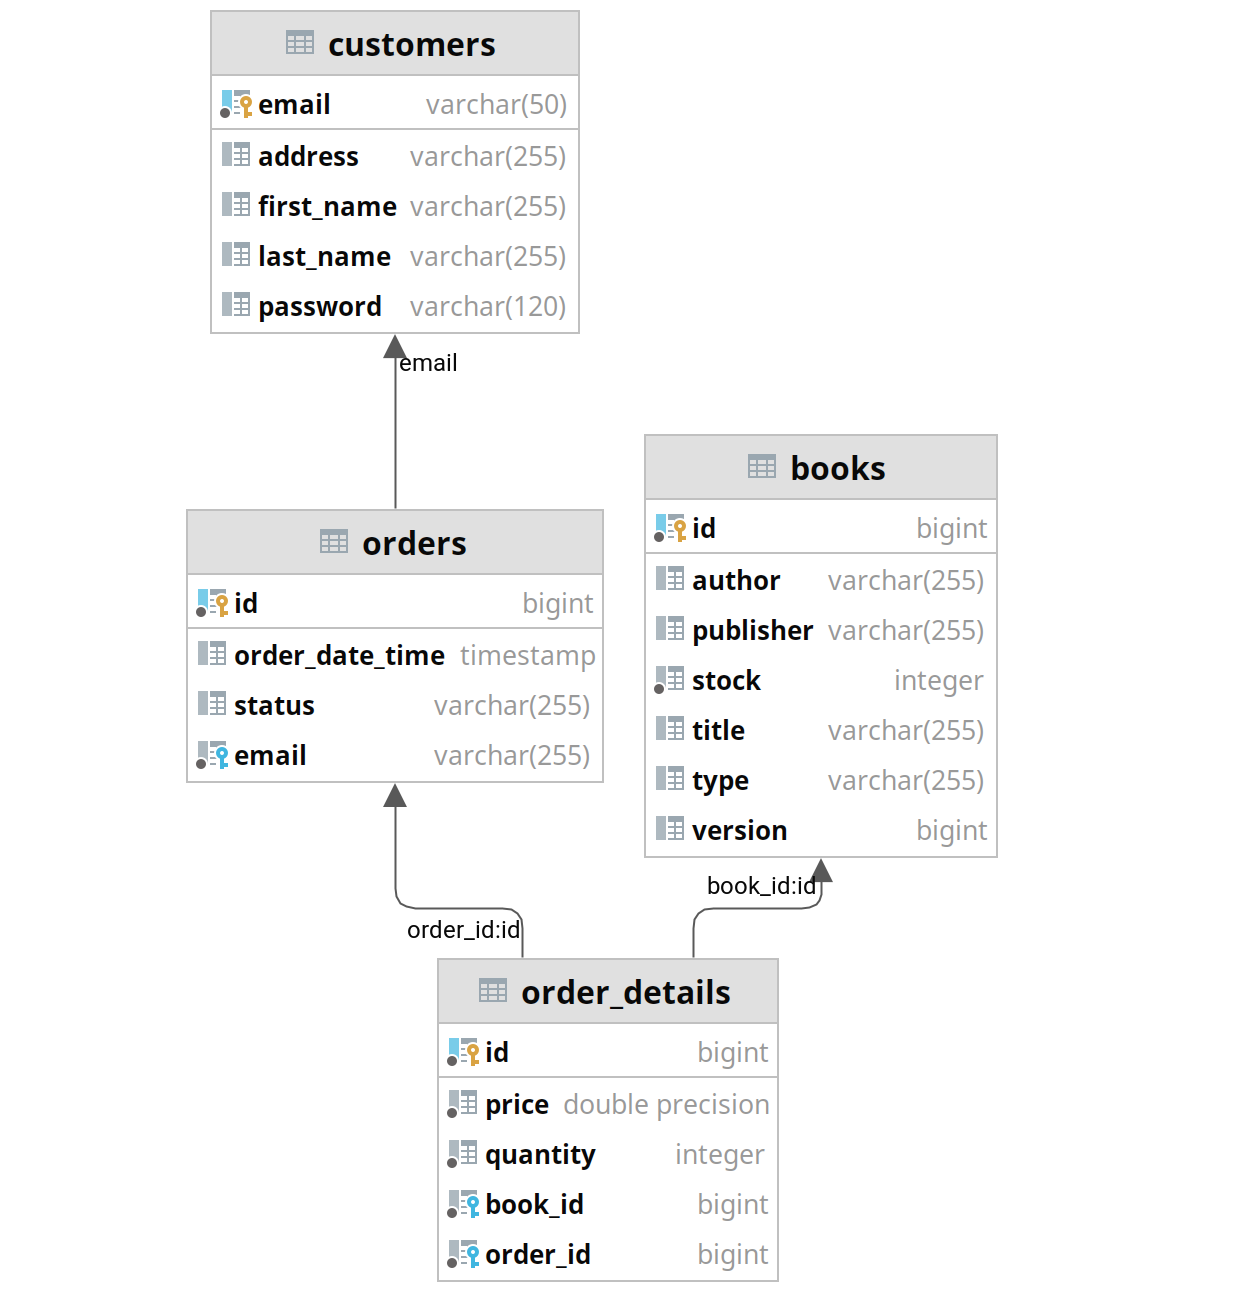 customers
email varchar(50)
address varchar(255)
first_name varchar(255)
last_name varchar(255)
password varchar(120)
email
orders
id bigint
order_date_time timestamp
status varchar(255)
email varchar(255)
books
id bigint
author varchar(255)
publisher varchar(255)
stock integer
title varchar(255)
type varchar(255)
version bigint
book_id:id
order_id:id
order_details
id bigint
price double precision
quantity integer
book_id bigint
order_id bigint